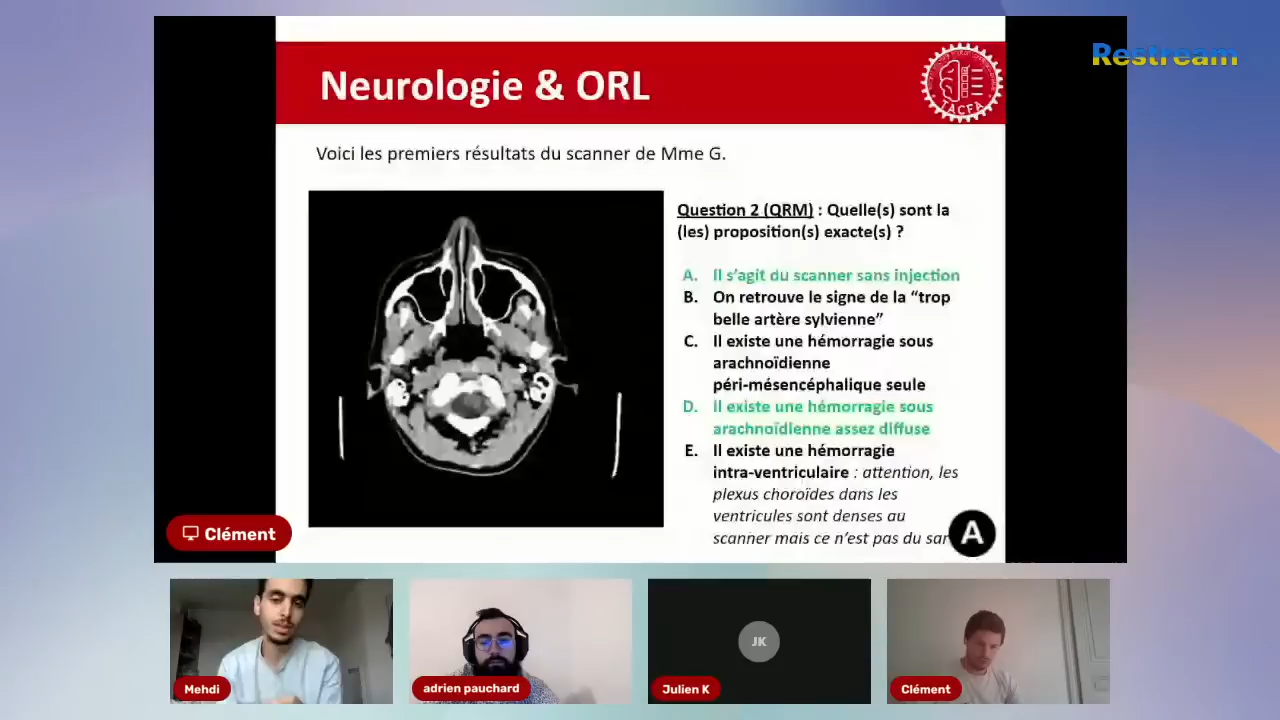 Restream
Neurologie & ORL
TACFA
Voici les premiers résultats du scanner de Mme G.
Question 2 (QRM) : Quelle(s) sont la
(les) proposition(s) exacte(s) ?
A. Il s’agit du scanner sans injection
B. On retrouve le signe de la “trop
belle artère sylvienne”
C. Il existe une hémorragie sous
arachnoïdienne
péri-mésencéphalique seule
D. Il existe une hémorragie sous
arachnoïdienne assez diffuse
E. Il existe une hémorragie
intra-ventriculaire : attention, les
plexus choroïdes dans les
ventricules sont denses au
scanner mais ce n’est pas du
A
Clément
JK
Mehdi
adrien pauchard
Julien K
Clément